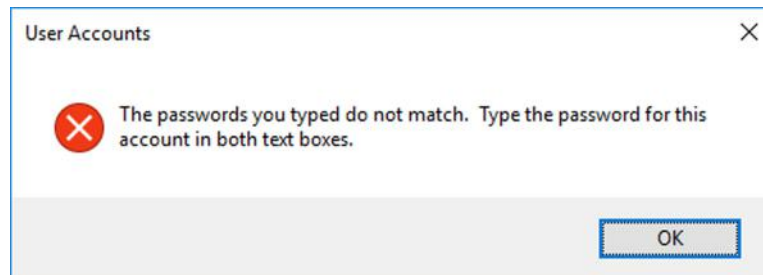 User Accounts
The passwords you typed do not match.  Type the password for this
account in both text boxes.
OK